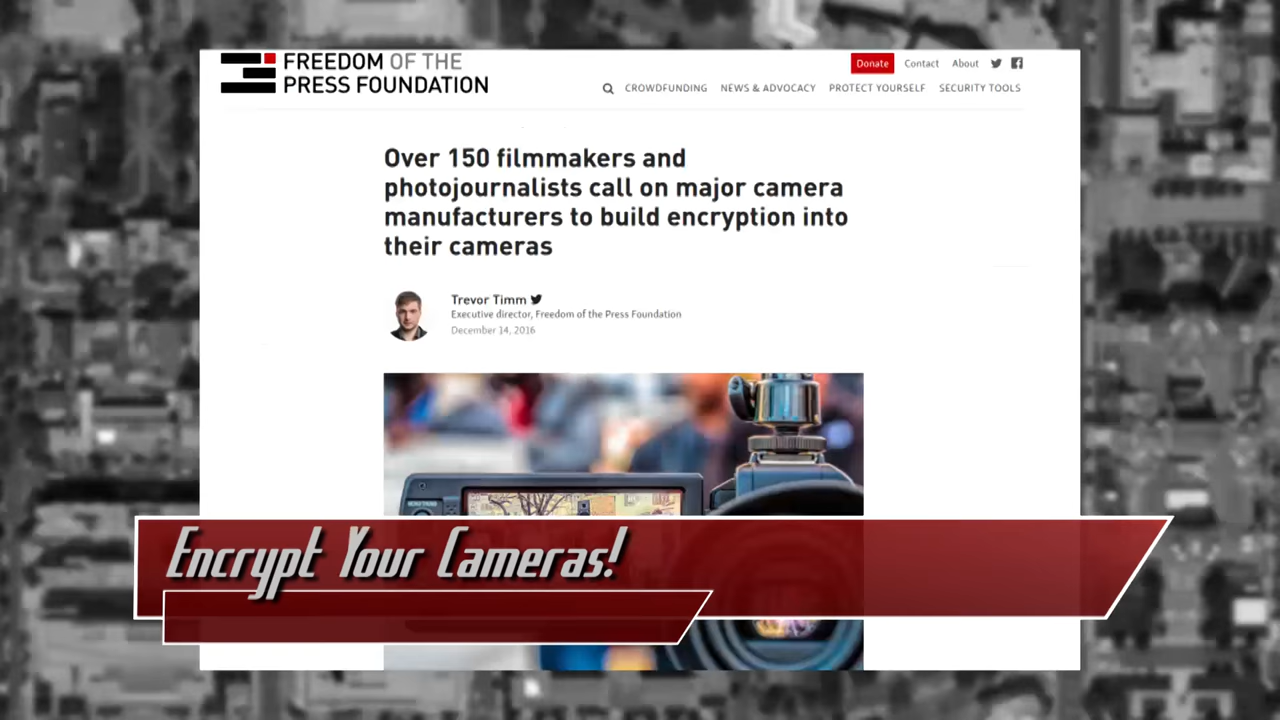 FREEDOM OF THE
PRESS FOUNDATION
Donate Contact About
CROWDFUNDING NEWS & ADVOCACY PROTECT YOURSELF SECURITY TOOLS
Over 150 filmmakers and
photojournalists call on major camera
manufacturers to build encryption into
their cameras
Trevor Timm
Executive director, Freedom of the Press Foundation
December 14, 2016
Encrypt Your Cameras!